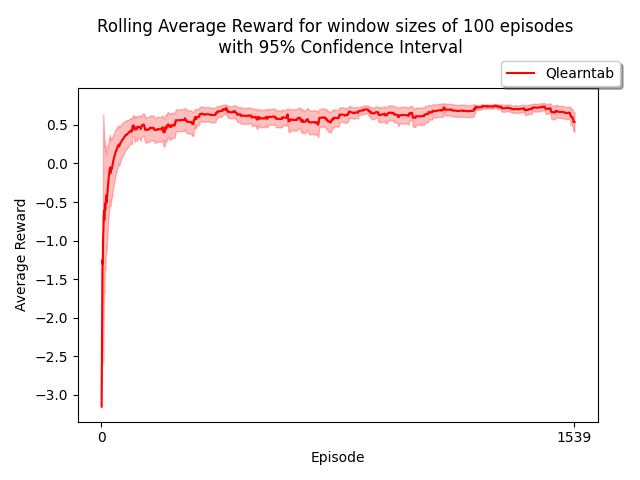 Rolling Average Reward for window sizes of 100 episodes
with 95% Confidence Interval
Qlearntab
0.5
0.0
−0.5
−1.0
−1.5
−2.0
−2.5
−3.0
Average Reward
0
1539
Episode